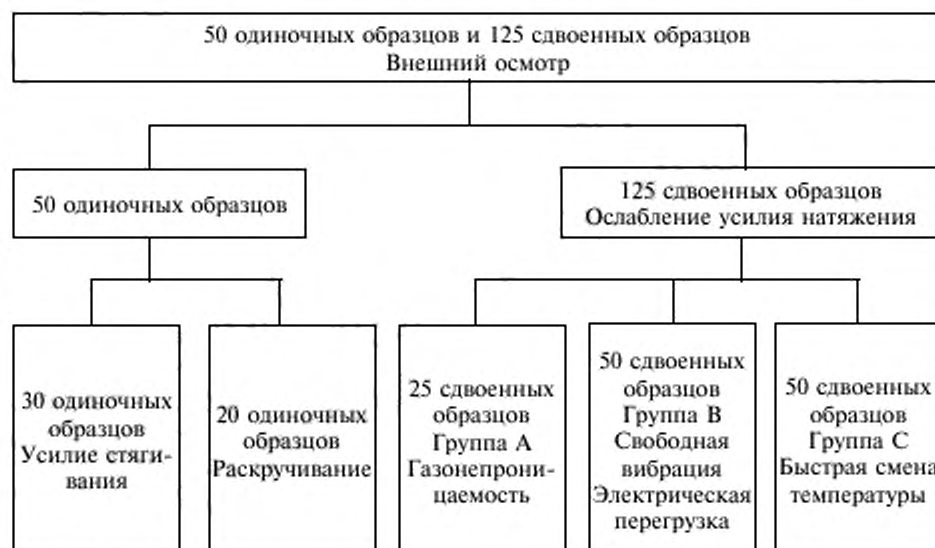 50 одиночных образцов и 125 сдвоенных образцов
Внешний осмотр
50 одиночных образцов
125 сдвоенных образцов
Ослабление усилия натяжения
30 одиночных
образцов
Усилие стяги-
вания
20 одиночных
образцов
Раскручивание
25 сдвоенных
образцов
Группа А
Газонепрони-
цаемость
50 сдвоенных
образцов
Группа В
Свободная
вибрация
Электрическая
перегрузка
50 сдвоенных
образцов
Группа С
Быстрая смена
температуры